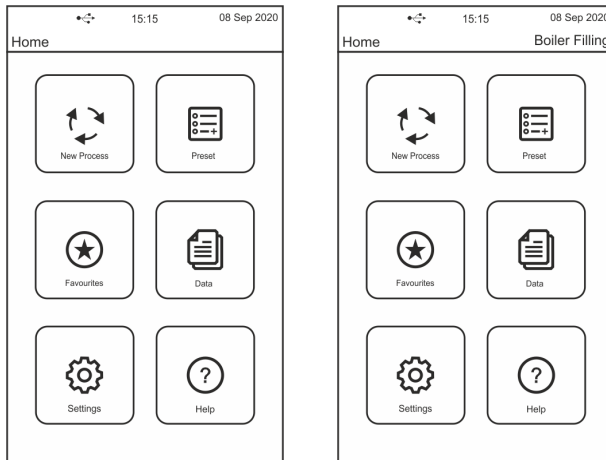 15:15 08 Sep 2020
Home
New Process Preset
Favourites Data
Settings Help
15:15 08 Sep 2020
Home Boiler Filling
New Process Preset
Favourites Data
Settings Help